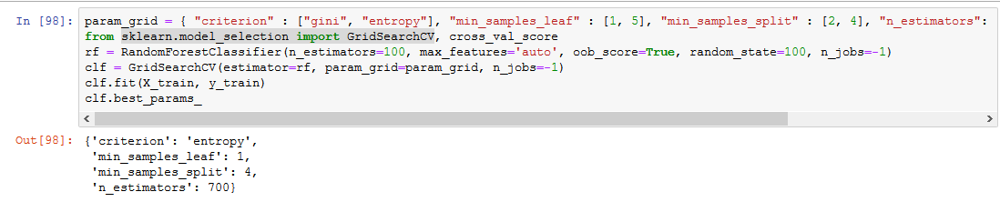 In [98]: param_grid = { "criterion" : ["gini", "entropy"], "min_samples_leaf" : [1, 5], "min_samples_split" : [2, 4], "n_estimators":
from sklearn.model_selection import GridSearchCV, cross_val_score
rf = RandomForestClassifier(n_estimators=100, max_features='auto', oob_score=True, random_state=100, n_jobs=-1)
clf = GridSearchCV(estimator=rf, param_grid=param_grid, n_jobs=-1)
clf.fit(X_train, y_train)
clf.best_params_
Out[98]: {'criterion': 'entropy',
'min_samples_leaf': 1,
'min_samples_split': 4,
'n_estimators': 700}